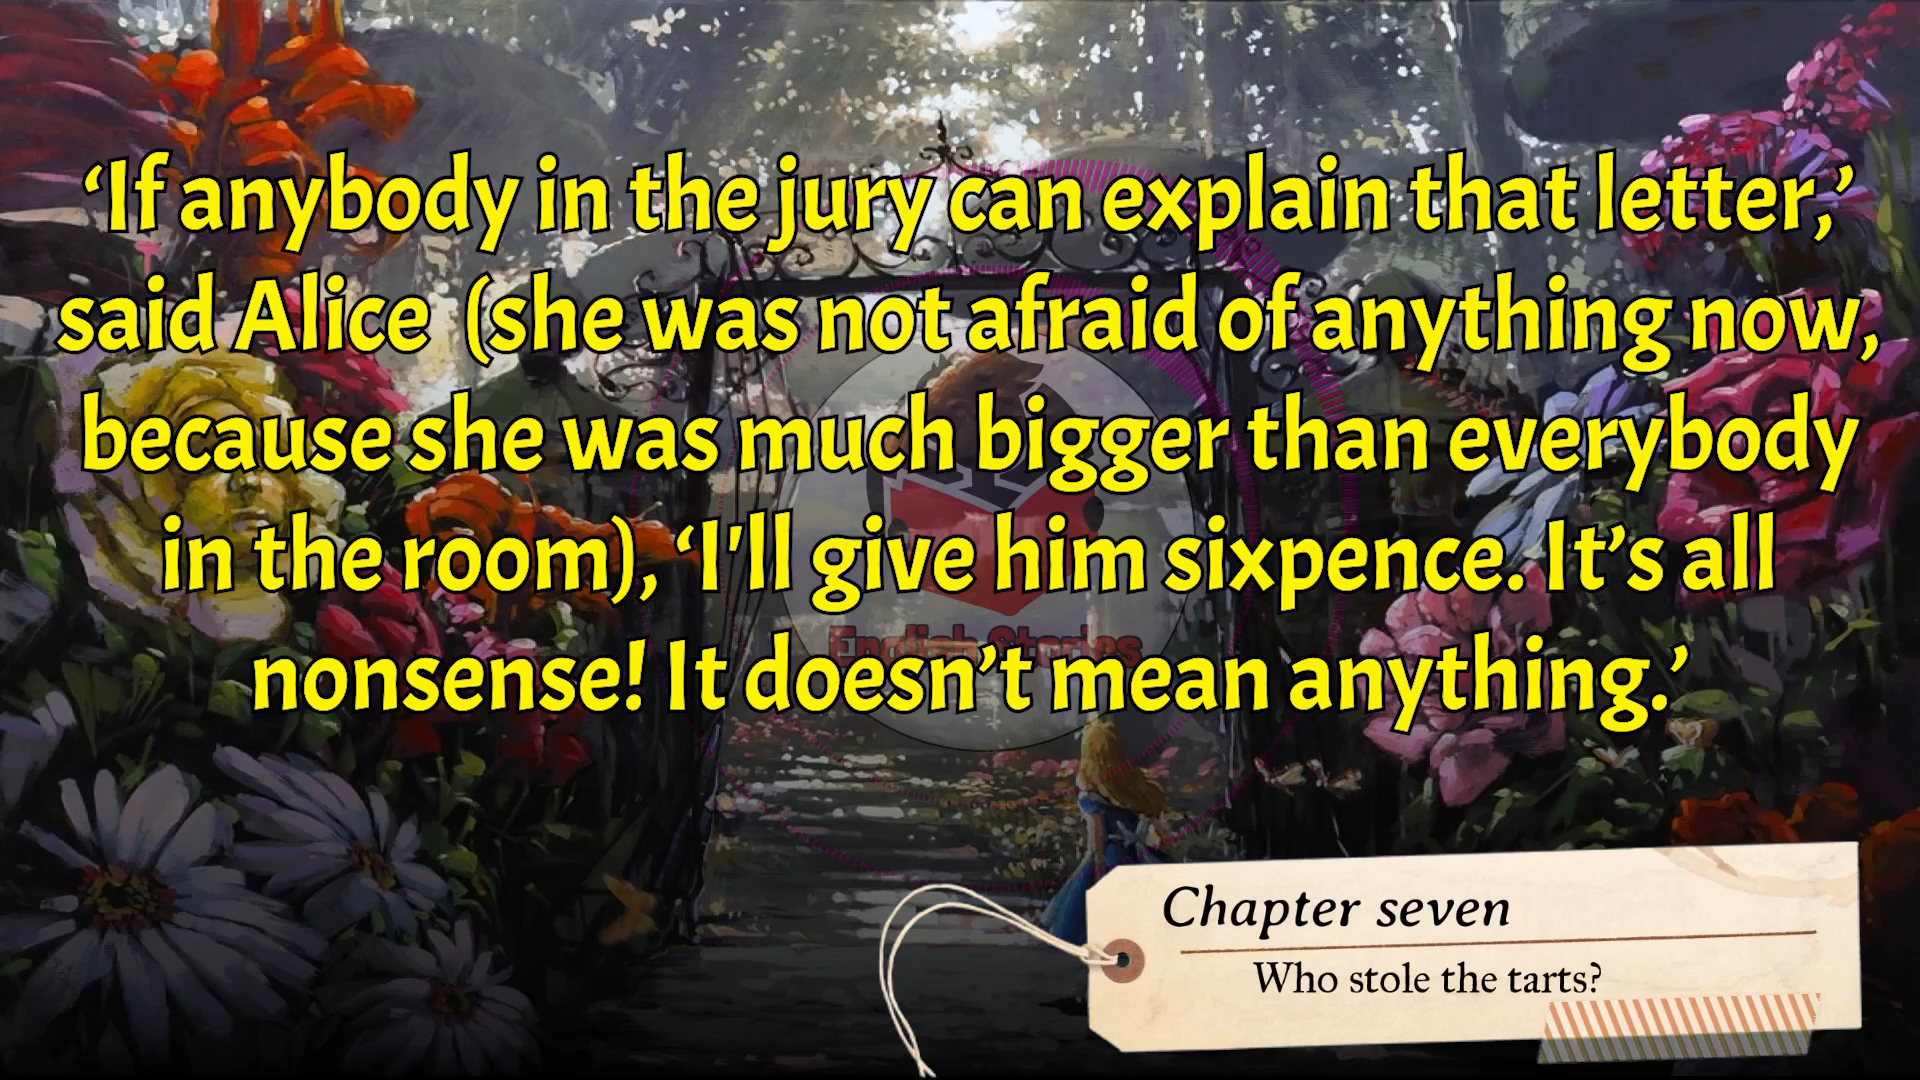 ‘If anybody in the jury can explain that letter,’
said Alice (she was not afraid of anything now,
because she was much bigger than everybody
in the room), ‘I'll give him sixpence. It’s all
nonsense! It doesn’t mean anything.’
English Stories
Chapter seven
Who stole the tarts?